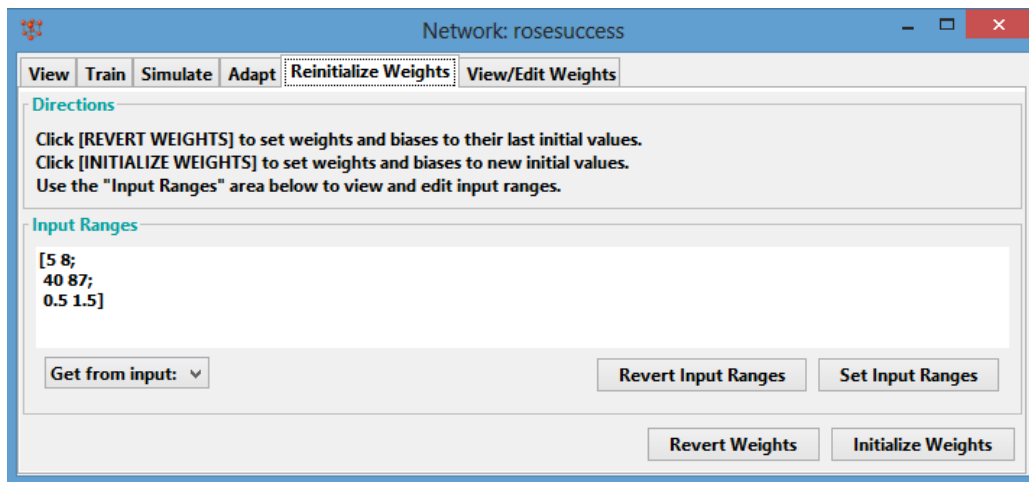 Network: rosesuccess
View Train Simulate Adapt Reinitialize Weights View/Edit Weights
Directions
Click [REVERT WEIGHTS] to set weights and biases to their last initial values.
Click [INITIALIZE WEIGHTS] to set weights and biases to new initial values.
Use the "Input Ranges" area below to view and edit input ranges.
Input Ranges
[5 8;
40 87;
0.5 1.5]
Get from input: Revert Input Ranges Set Input Ranges
Revert Weights Initialize Weights